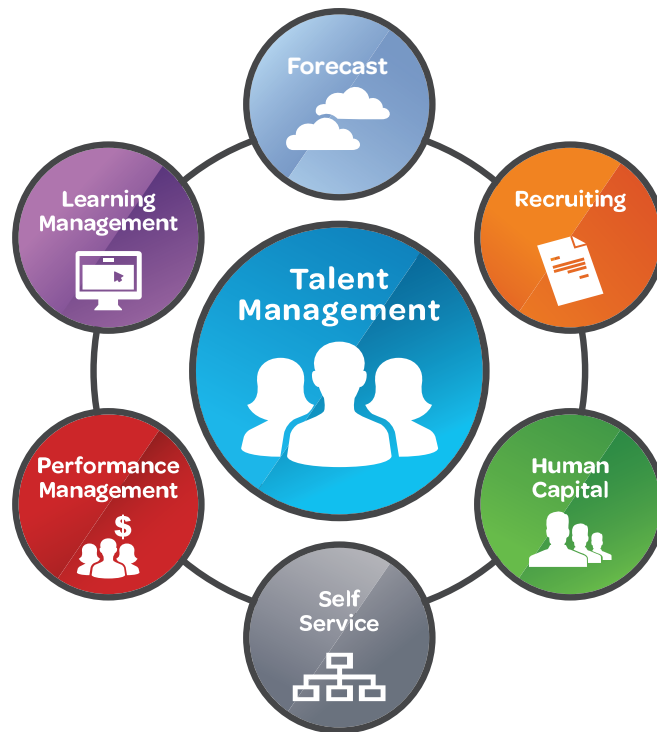 Forecast
Recruiting
Human
Capital
Self
Service
Performance
Management
$
Learning
Management
Talent
Management